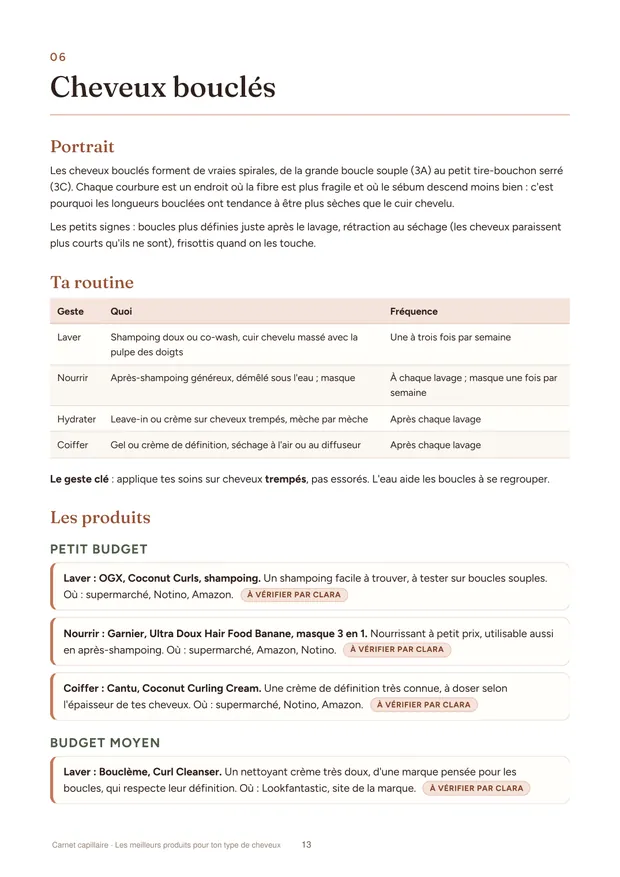 06
Cheveux bouclés
Portrait
Les cheveux bouclés forment de vraies spirales, de la grande boucle souple (3A) au petit tire-bouchon serré
(3C). Chaque courbure est un endroit où la fibre est plus fragile et où le sébum descend moins bien : c'est
pourquoi les longueurs bouclées ont tendance à être plus sèches que le cuir chevelu.
Les petits signes : boucles plus définies juste après le lavage, rétraction au séchage (les cheveux paraissent
plus courts qu'ils ne sont), frisottis quand on les touche.
Ta routine
Geste Quoi Fréquence
Laver Shampoing doux ou co-wash, cuir chevelu massé avec la Une à trois fois par semaine
pulpe des doigts
Nourrir Après-shampoing généreux, démêlé sous l'eau ; masque À chaque lavage ; masque une fois par
semaine
Hydrater Leave-in ou crème sur cheveux trempés, mèche par mèche Après chaque lavage
Coiffer Gel ou crème de définition, séchage à l'air ou au diffuseur Après chaque lavage
Le geste clé : applique tes soins sur cheveux trempés, pas essorés. L'eau aide les boucles à se regrouper.
Les produits
PETIT BUDGET
Laver : OGX, Coconut Curls, shampoing. Un shampoing facile à trouver, à tester sur boucles souples.
Où : supermarché, Notino, Amazon. À VÉRIFIER PAR CLARA
Nourrir : Garnier, Ultra Doux Hair Food Banane, masque 3 en 1. Nourrissant à petit prix, utilisable aussi
en après-shampoing. Où : supermarché, Amazon, Notino. À VÉRIFIER PAR CLARA
Coiffer : Cantu, Coconut Curling Cream. Une crème de définition très connue, à doser selon
l'épaisseur de tes cheveux. Où : supermarché, Notino, Amazon. À VÉRIFIER PAR CLARA
BUDGET MOYEN
Laver : Bouclème, Curl Cleanser. Un nettoyant crème très doux, d'une marque pensée pour les
boucles, qui respecte leur définition. Où : Lookfantastic, site de la marque. À VÉRIFIER PAR CLARA
Carnet capillaire · Les meilleurs produits pour ton type de cheveux 13